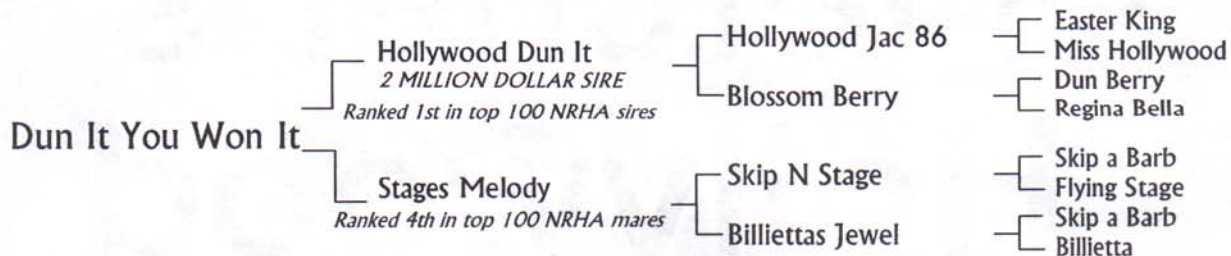 Dun It You Won It
Hollywood Dun It
2 MILLION DOLLAR SIRE
Ranked 1st in top 100 NRHA sires
Stages Melody
Ranked 4th in top 100 NRHA mares
Hollywood Jac 86
Blossom Berry
Skip N Stage
Billiettas Jewel
Easter King
Miss Hollywood
Dun Berry
Regina Bella
Skip a Barb
Flying Stage
Skip a Barb
Billietta